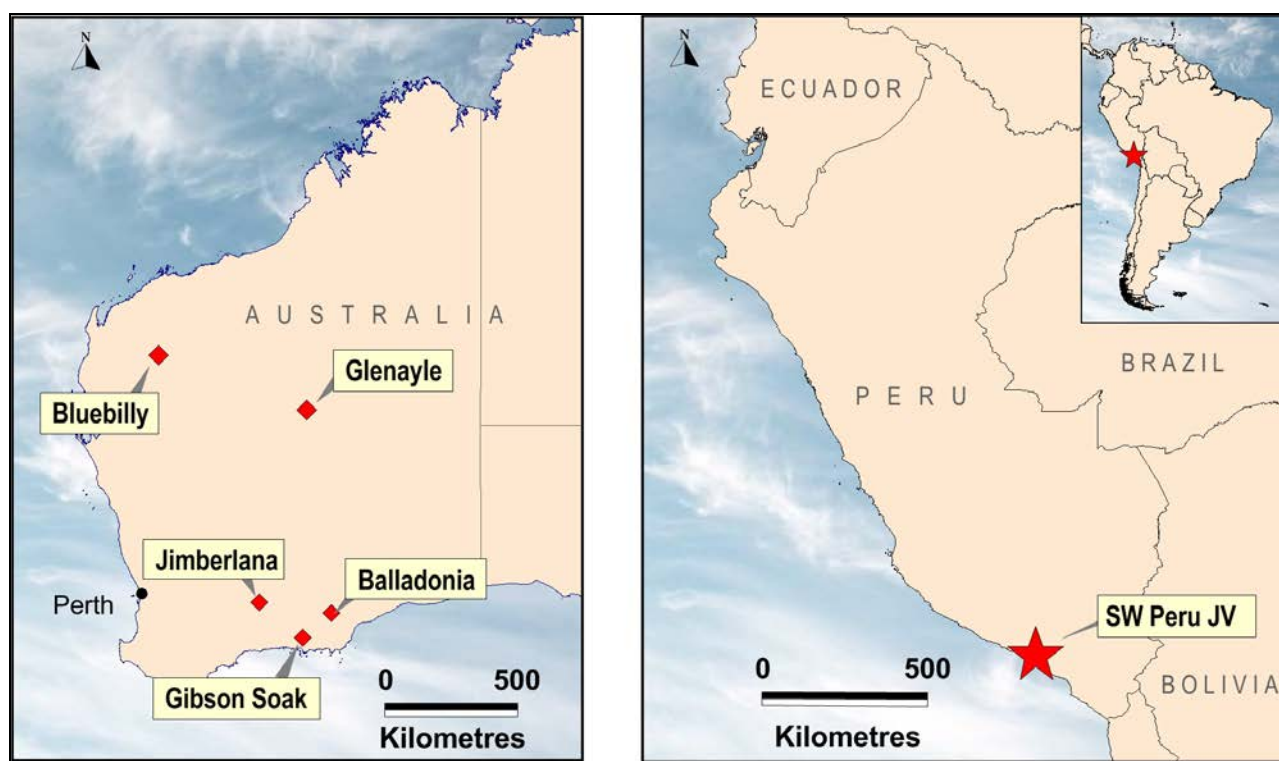 N
AUSTRALIA
Glenayle
Bluebilly
Jimberlana
Balladonia
Perth
Gibson Soak
0 500
Kilometres
N
ECUADOR
BRAZIL
PERU
SW Peru JV
0 500
BOLIVIA
Kilometres